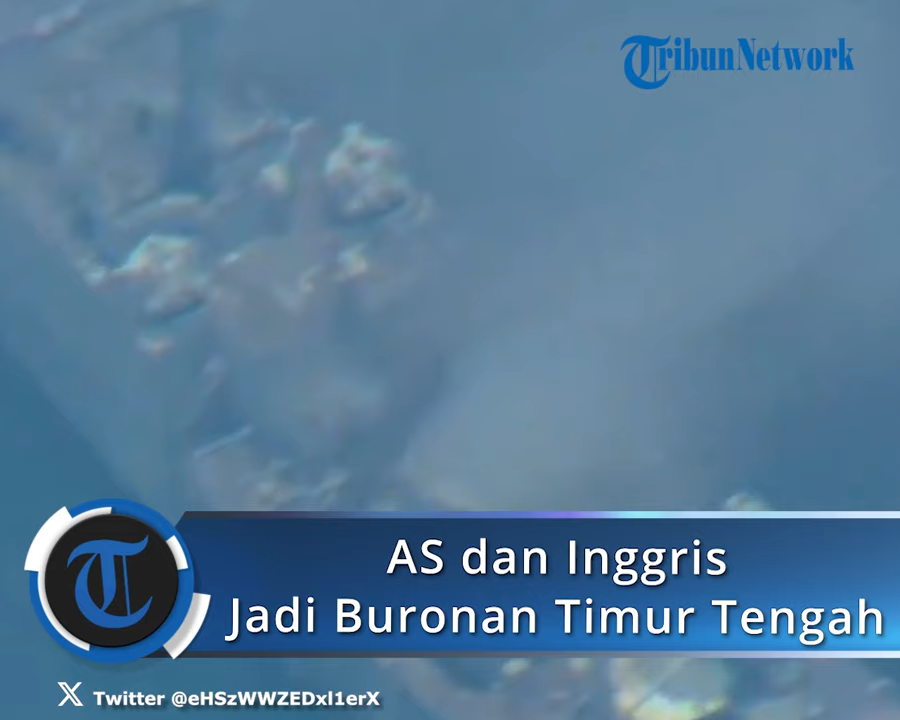 TribunNetwork
AS dan Inggris
Jadi Buronan Timur Tengah
X Twitter @eHSzWWZEDxl1erX